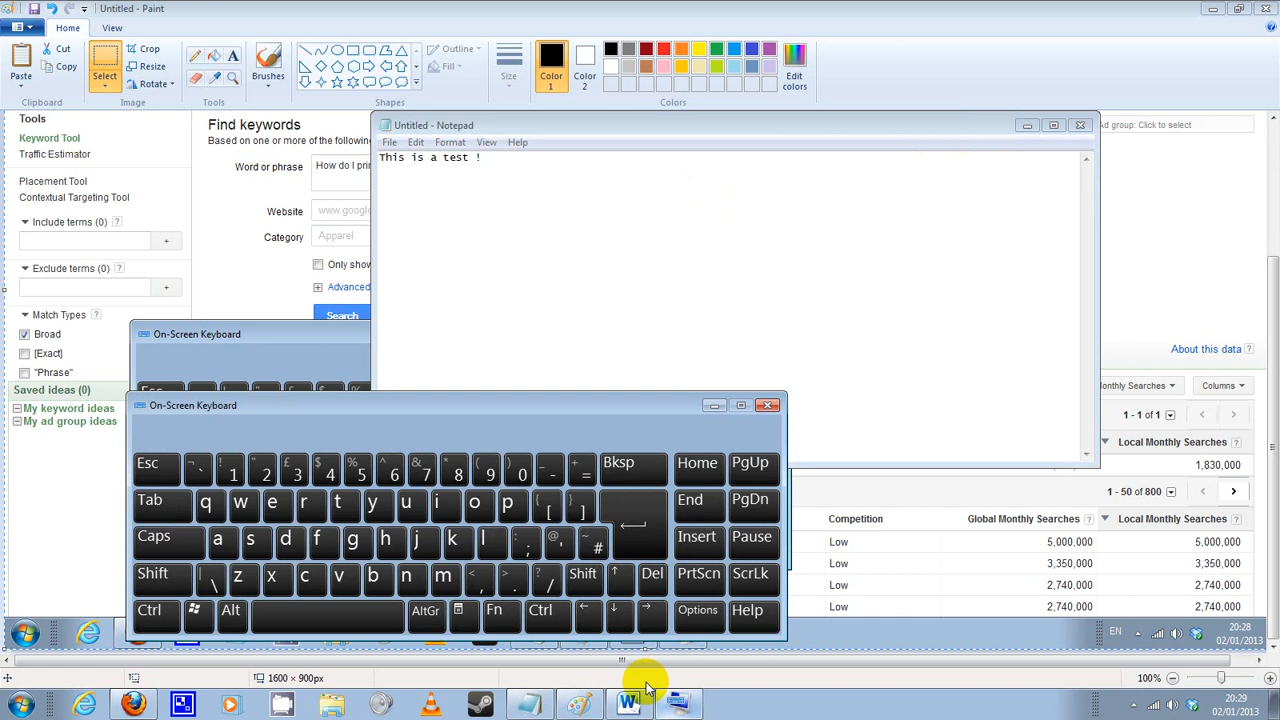 Untitled - Paint
Home View
Paste
Cut
Copy
Clipboard
Select
Crop
Resize
Rotate
Image
A
Tools
Brushes
Outline
Fill
Shapes
Size
Color 1
Color 2
Edit colors
Colors
Tools
Keyword Tool
Traffic Estimator
Placement Tool
Contextual Targeting Tool
Include terms (0) ?
+
Exclude terms (0) ?
+
Match Types ?
Broad
[Exact]
"Phrase"
Saved ideas (0)
My keyword ideas
My ad group ideas
Find keywords
Based on one or more of the following
Word or phrase How do I prin
Website www.google
Category Apparel
Only show
Advanced
Search
Ad group: Click to select
About this data ?
Monthly Searches Columns
1 - 1 of 1
Local Monthly Searches
1,830,000
1 - 50 of 800
Competition Global Monthly Searches ? Local Monthly Searches ?
Low 5,000,000 5,000,000
Low 3,350,000 3,350,000
Low 2,740,000 2,740,000
Low 2,740,000 2,740,000
Untitled - Notepad
File Edit Format View Help
This is a test !
On-Screen Keyboard
Esc
On-Screen Keyboard
Esc ¬ ` ! 1 " 2 £ 3 $ 4 % 5 ^ 6 & 7 * 8 ( 9 ) 0 _ - + = Bksp Home PgUp
Tab q w e r t y u i o p { [ } ] End PgDn
Caps a s d f g h j k l : ; @ ' ~ # Insert Pause
Shift | \ z x c v b n m < , > . ? / Shift ↑ Del PrtScn ScrLk
Ctrl Alt AltGr Fn Ctrl ← ↓ → Options Help
EN 20:28
02/01/2013
1600 × 900px 100%
20:29
02/01/2013